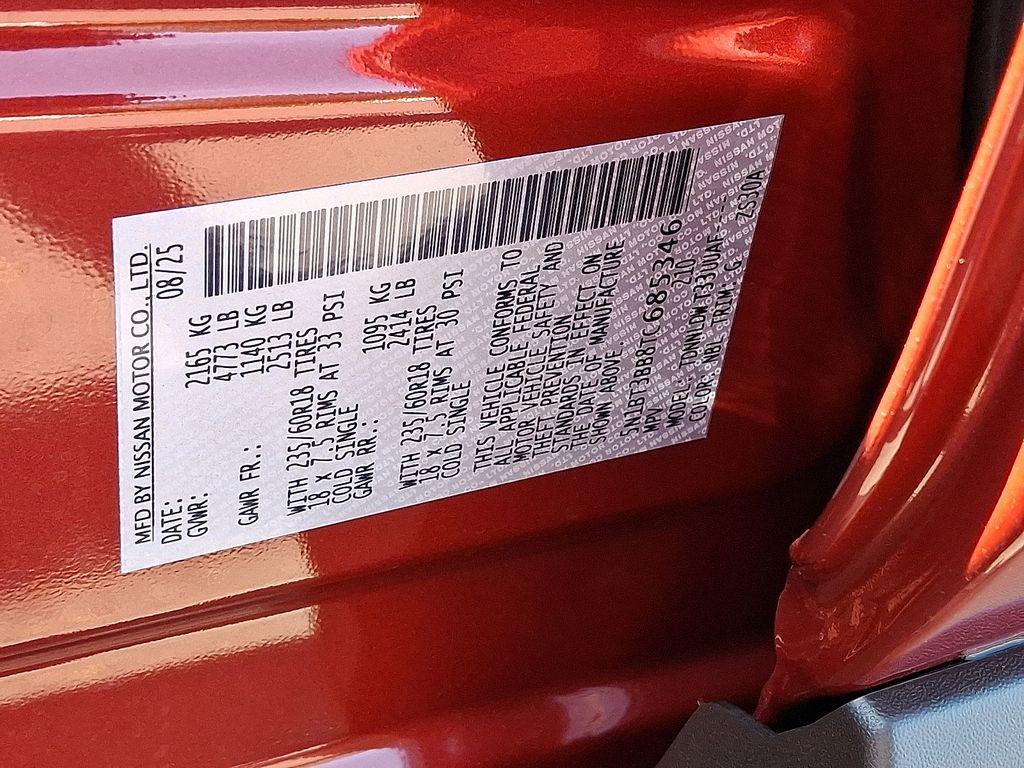 MFD BY NISSAN MOTOR CO., LTD.
DATE: 08/25
GVWR: 2165 KG
4773 LB
GAWR FR.: 1140 KG
2513 LB
WITH 235/60R18 TIRES
18 X 7.5 RIMS AT 33 PSI
COLD SINGLE
GAWR RR.: 1095 KG
2414 LB
WITH 235/60R18 TIRES
18 X 7.5 RIMS AT 30 PSI
COLD SINGLE
THIS VEHICLE CONFORMS TO
ALL APPLICABLE FEDERAL
MOTOR VEHICLE SAFETY AND
THEFT PREVENTION
STANDARDS IN EFFECT ON
THE DATE OF MANUFACTURE
SHOWN ABOVE.
5N1BT3BB8TC685346
MPV 210
COLOR: NBL TRIM: G ZS30A